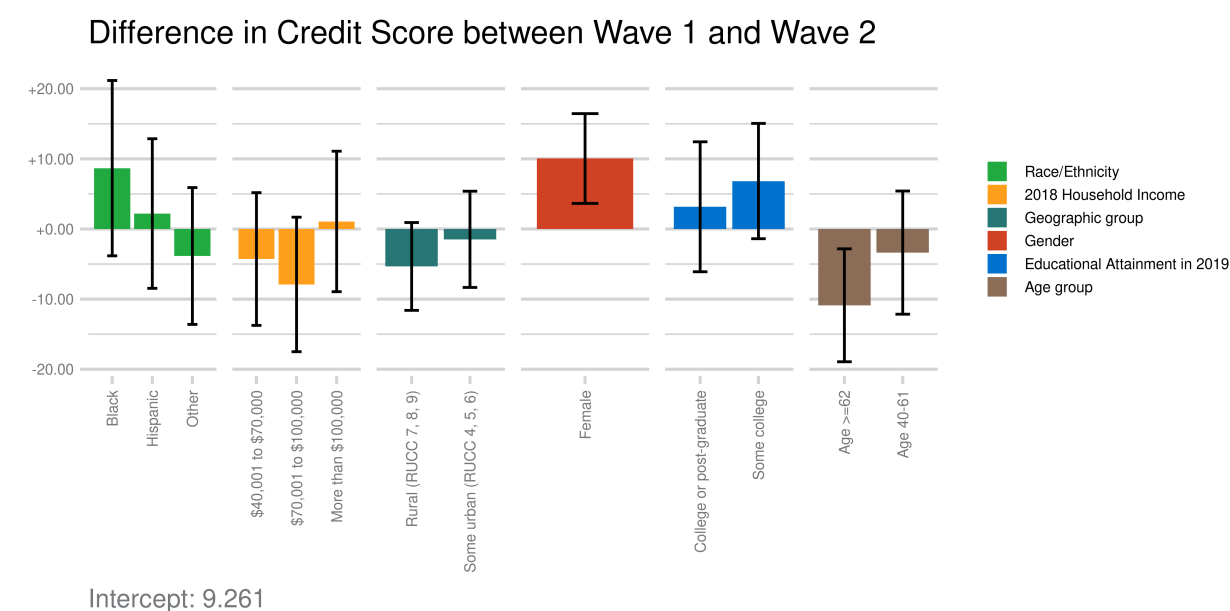 Difference in Credit Score between Wave 1 and Wave 2
+20.00
+10.00
+0.00
-10.00
-20.00
Black
Hispanic
Other
$40,001 to $70,000
$70,001 to $100,000
More than $100,000
Rural (RUCC 7, 8, 9)
Some urban (RUCC 4, 5, 6)
Female
College or post-graduate
Some college
Age >=62
Age 40-61
Race/Ethnicity
2018 Household Income
Geographic group
Gender
Educational Attainment in 2019
Age group
Intercept: 9.261